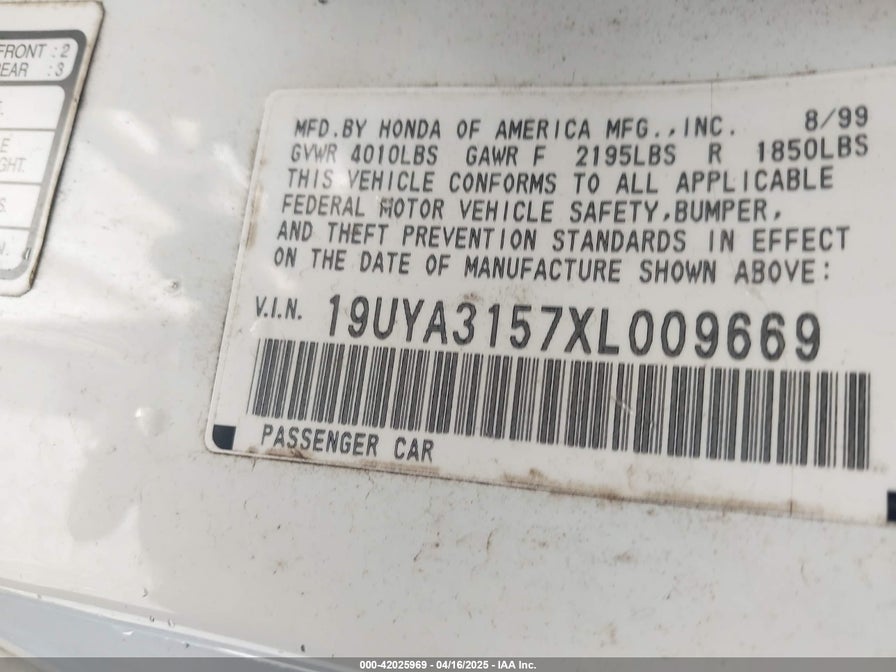 FRONT : 2
REAR : 3
MFD. BY HONDA OF AMERICA MFG., INC. 8/99
GVWR 4010LBS GAWR F 2195LBS R 1850LBS
THIS VEHICLE CONFORMS TO ALL APPLICABLE
FEDERAL MOTOR VEHICLE SAFETY, BUMPER,
AND THEFT PREVENTION STANDARDS IN EFFECT
ON THE DATE OF MANUFACTURE SHOWN ABOVE:
V.I.N. 19UYA3157XL009669
PASSENGER CAR
000-42025969 - 04/16/2025 - IAA Inc.